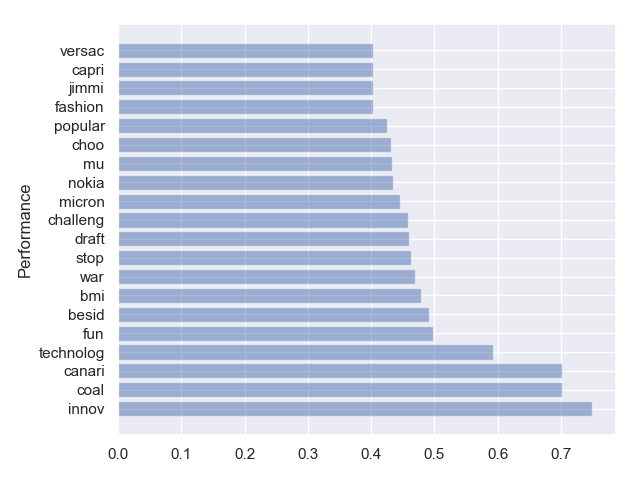 versac
capri
jimmi
fashion
popular
choo
mu
nokia
micron
challeng
draft
stop
war
bmi
besid
fun
technolog
canari
coal
innov
Performance
0.0 0.1 0.2 0.3 0.4 0.5 0.6 0.7